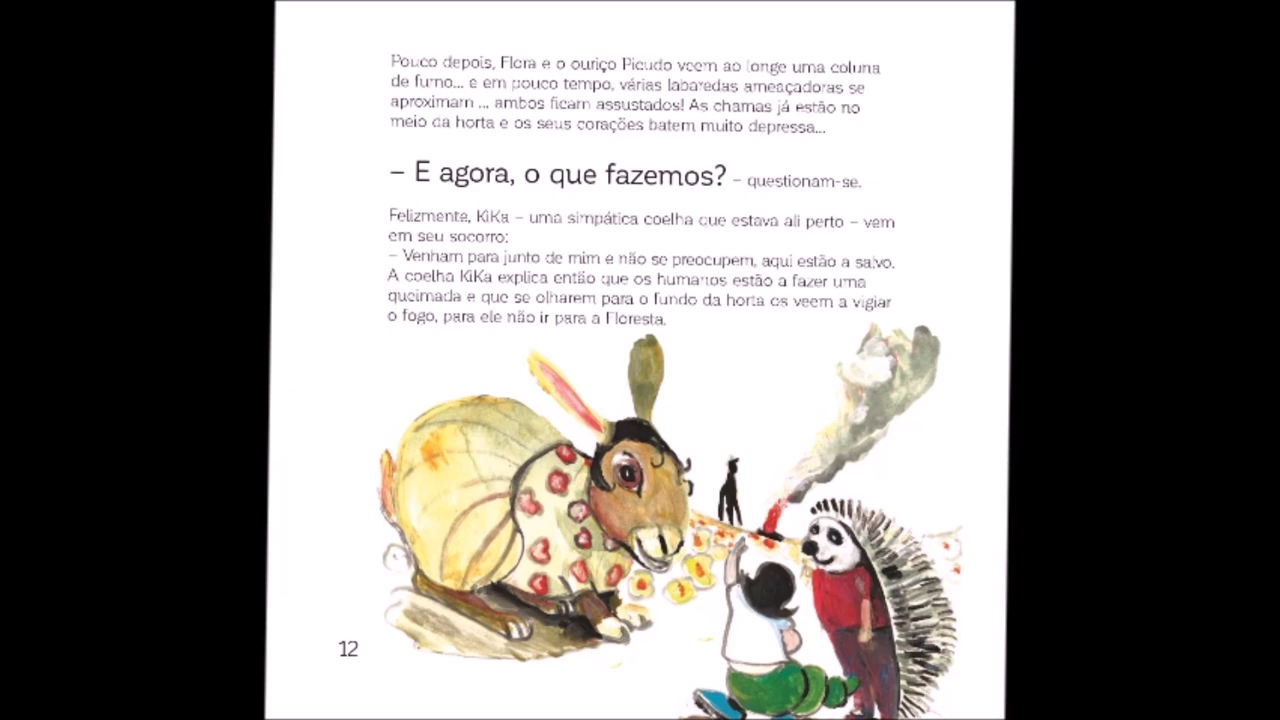 Pouco depois, Flora e o ouriço Picudo veem ao longe uma coluna
de fumo... e em pouco tempo, várias labaredas ameaçadoras se
aproximam ... ambos ficam assustados! As chamas já estão no
meio da horta e os seus corações batem muito depressa...
– E agora, o que fazemos? – questionam-se.
Felizmente, KiKa – uma simpática coelha que estava ali perto – vem
em seu socorro:
– Venham para junto de mim e não se preocupem, aqui estão a salvo.
A coelha KiKa explica então que os humanos estão a fazer uma
queimada e que se olharem para o fundo da horta os veem a vigiar
o fogo, para ele não ir para a Floresta.
12